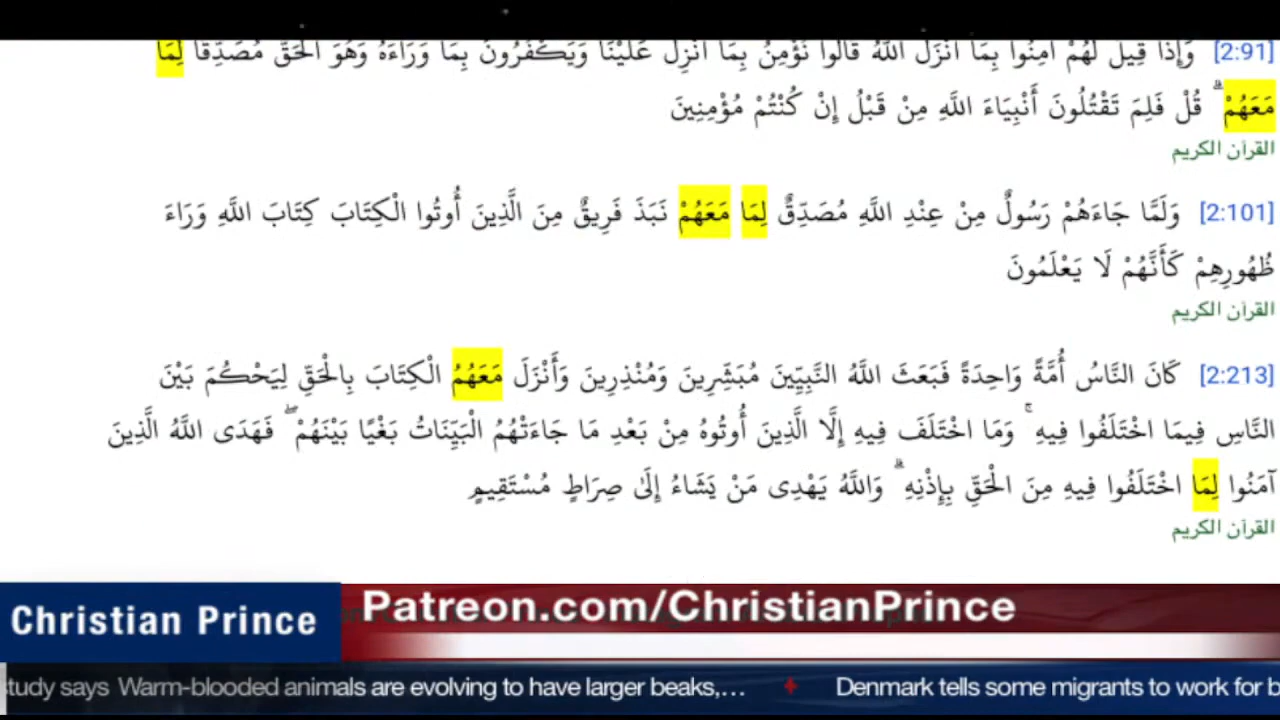 [2:91] وَإِذَا قِيلَ لَهُمْ آمِنُوا بِمَا أَنْزَلَ اللَّهُ قَالُوا نُؤْمِنُ بِمَا أُنْزِلَ عَلَيْنَا وَيَكْفُرُونَ بِمَا وَرَاءَهُ وَهُوَ الْحَقُّ مُصَدِّقًا لِمَا
مَعَهُمْ ۗ قُلْ فَلِمَ تَقْتُلُونَ أَنْبِيَاءَ اللَّهِ مِنْ قَبْلُ إِنْ كُنْتُمْ مُؤْمِنِينَ
القرآن الكريم
[2:101] وَلَمَّا جَاءَهُمْ رَسُولٌ مِنْ عِنْدِ اللَّهِ مُصَدِّقٌ لِمَا مَعَهُمْ نَبَذَ فَرِيقٌ مِنَ الَّذِينَ أُوتُوا الْكِتَابَ كِتَابَ اللَّهِ وَرَاءَ
ظُهُورِهِمْ كَأَنَّهُمْ لَا يَعْلَمُونَ
القرآن الكريم
[2:213] كَانَ النَّاسُ أُمَّةً وَاحِدَةً فَبَعَثَ اللَّهُ النَّبِيِّينَ مُبَشِّرِينَ وَمُنْذِرِينَ وَأَنْزَلَ مَعَهُمُ الْكِتَابَ بِالْحَقِّ لِيَحْكُمَ بَيْنَ
النَّاسِ فِيمَا اخْتَلَفُوا فِيهِ ۚ وَمَا اخْتَلَفَ فِيهِ إِلَّا الَّذِينَ أُوتُوهُ مِنْ بَعْدِ مَا جَاءَتْهُمُ الْبَيِّنَاتُ بَغْيًا بَيْنَهُمْ ۖ فَهَدَى اللَّهُ الَّذِينَ
آمَنُوا لِمَا اخْتَلَفُوا فِيهِ مِنَ الْحَقِّ بِإِذْنِهِ ۗ وَاللَّهُ يَهْدِى مَنْ يَشَاءُ إِلَىٰ صِرَاطٍ مُسْتَقِيمٍ
القرآن الكريم
Patreon.com/ChristianPrince
Christian Prince
study says Warm-blooded animals are evolving to have larger beaks,… Denmark tells some migrants to work for b